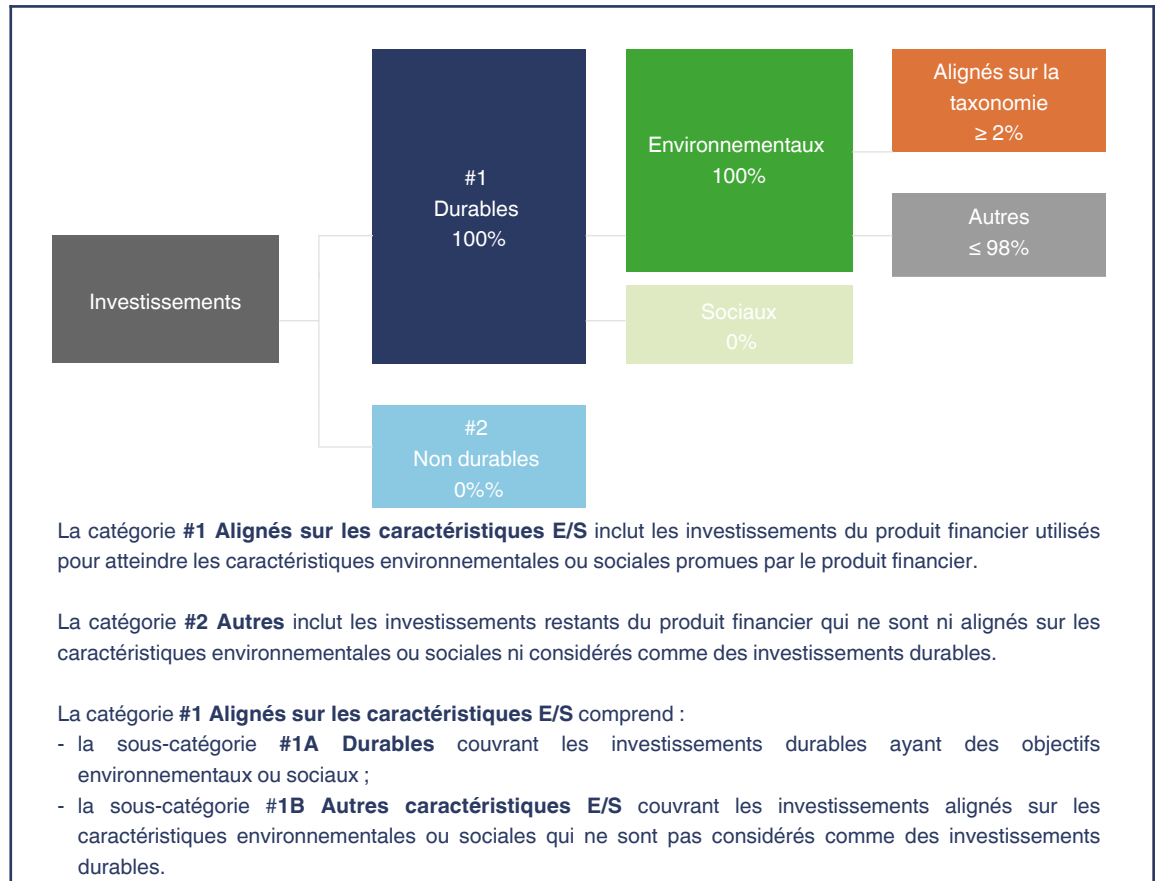 Investissements
#1
Durables
100%
#2
Non durables
0%%
Environnementaux
100%
Sociaux
0%
Alignés sur la
taxonomie
≥ 2%
Autres
≤ 98%
La catégorie #1 Alignés sur les caractéristiques E/S inclut les investissements du produit financier utilisés
pour atteindre les caractéristiques environnementales ou sociales promues par le produit financier.
La catégorie #2 Autres inclut les investissements restants du produit financier qui ne sont ni alignés sur les
caractéristiques environnementales ou sociales ni considérés comme des investissements durables.
La catégorie #1 Alignés sur les caractéristiques E/S comprend :
- la sous-catégorie #1A Durables couvrant les investissements durables ayant des objectifs
environnementaux ou sociaux ;
- la sous-catégorie #1B Autres caractéristiques E/S couvrant les investissements alignés sur les
caractéristiques environnementales ou sociales qui ne sont pas considérés comme des investissements
durables.